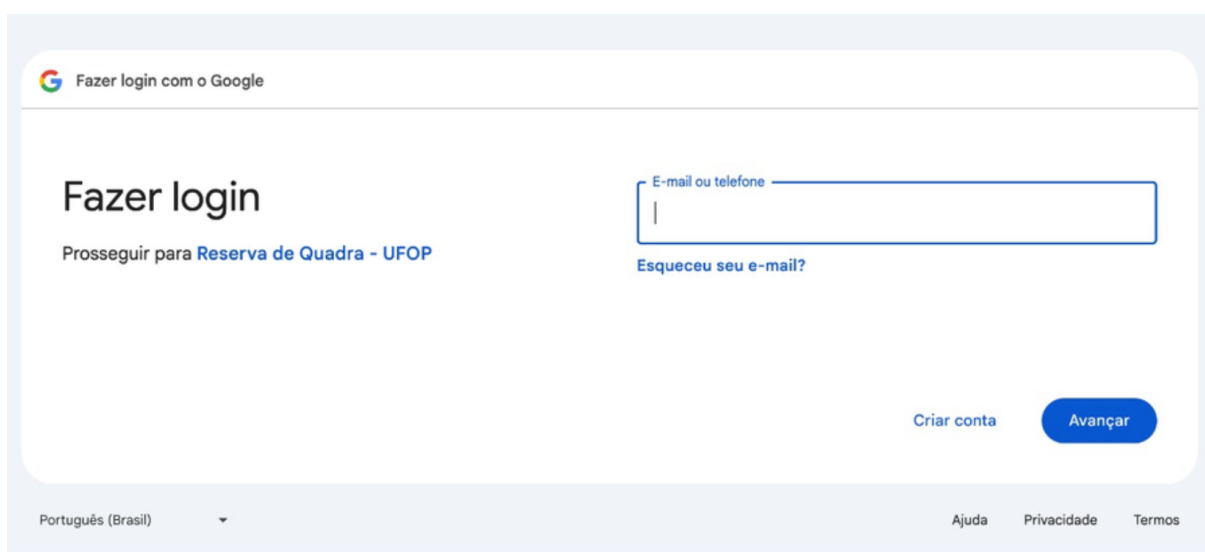 Fazer login com o Google
Fazer login
Prosseguir para Reserva de Quadra - UFOP
E-mail ou telefone
Esqueceu seu e-mail?
Criar conta
Avançar
Português (Brasil)
Ajuda Privacidade Termos